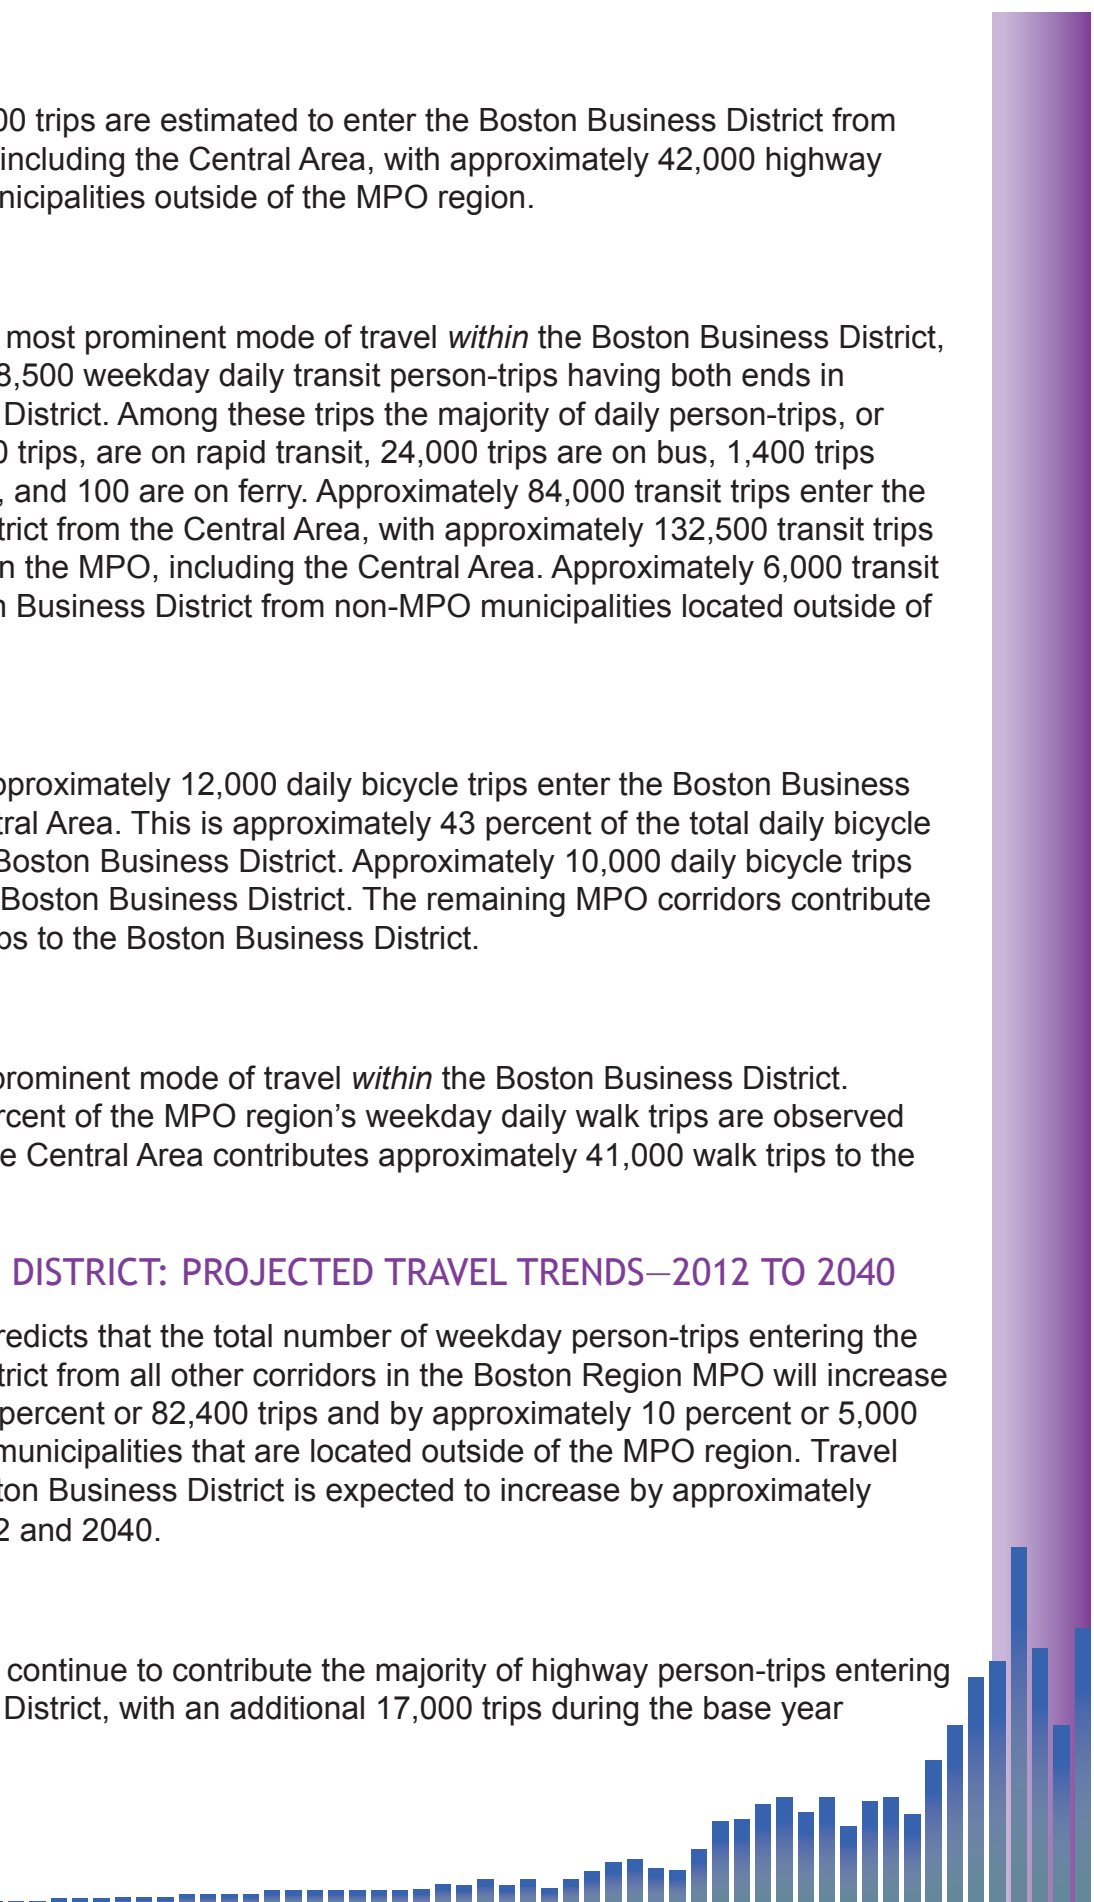 00 trips are estimated to enter the Boston Business District from
including the Central Area, with approximately 42,000 highway
nicipalities outside of the MPO region.
most prominent mode of travel within the Boston Business District,
8,500 weekday daily transit person-trips having both ends in
District. Among these trips the majority of daily person-trips, or
0 trips, are on rapid transit, 24,000 trips are on bus, 1,400 trips
, and 100 are on ferry. Approximately 84,000 transit trips enter the
trict from the Central Area, with approximately 132,500 transit trips
n the MPO, including the Central Area. Approximately 6,000 transit
n Business District from non-MPO municipalities located outside of
pproximately 12,000 daily bicycle trips enter the Boston Business
tral Area. This is approximately 43 percent of the total daily bicycle
Boston Business District. Approximately 10,000 daily bicycle trips
Boston Business District. The remaining MPO corridors contribute
ps to the Boston Business District.
prominent mode of travel within the Boston Business District.
rcent of the MPO region’s weekday daily walk trips are observed
e Central Area contributes approximately 41,000 walk trips to the
DISTRICT: PROJECTED TRAVEL TRENDS—2012 TO 2040
redicts that the total number of weekday person-trips entering the
trict from all other corridors in the Boston Region MPO will increase
percent or 82,400 trips and by approximately 10 percent or 5,000
municipalities that are located outside of the MPO region. Travel
ton Business District is expected to increase by approximately
2 and 2040.
continue to contribute the majority of highway person-trips entering
District, with an additional 17,000 trips during the base year